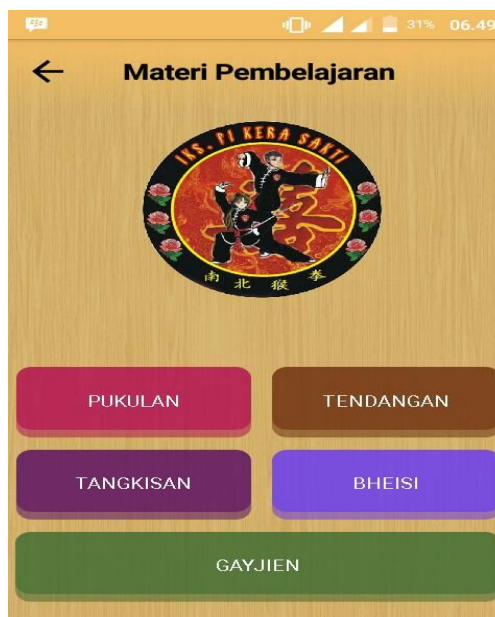 31% 06.49
Materi Pembelajaran
IKS. PI KERA SAKTI
南北猴拳
PUKULAN
TENDANGAN
TANGKISAN
BHEISI
GAYJIEN